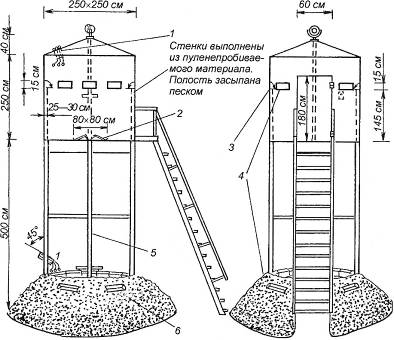 250×250 см
60 см
40 см
1
Стенки выполнены
из пуленепробивае-
мого материала.
Полость засыпана
песком
15 см
15 см
250 см
25—30 см
80×80 см
2
180 см
145 см
3
4
500 см
45°
1
5
6